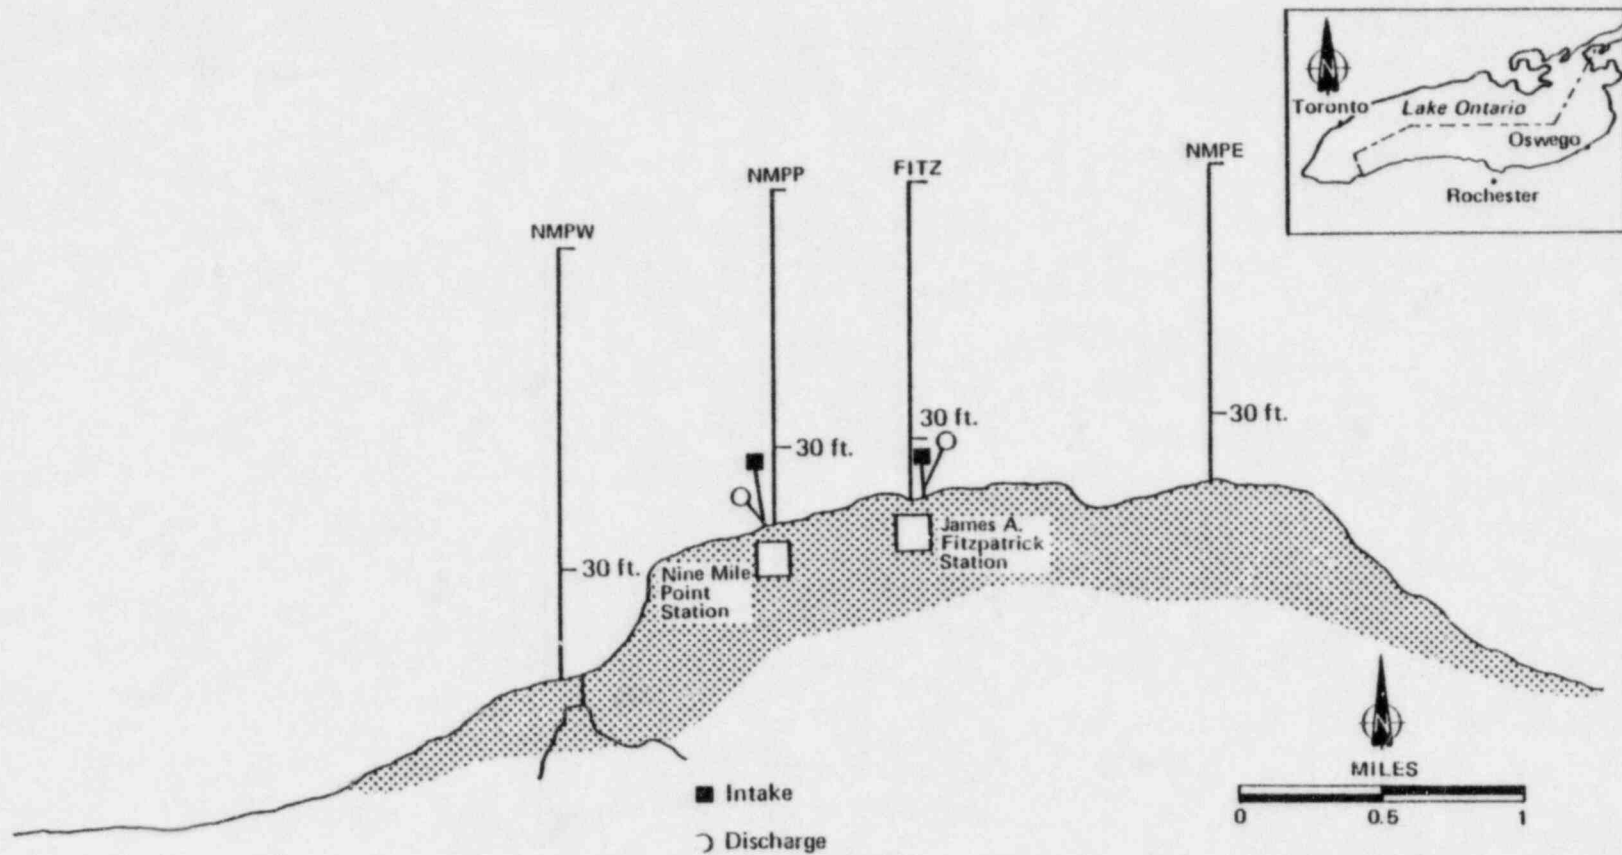 N
Toronto
Lake Ontario
Oswego
Rochester
NMPW
NMPP
FITZ
NMPE
30 ft.
30 ft.
30 ft.
30 ft.
Nine Mile
Point
Station
James A.
Fitzpatrick
Station
N
MILES
0 0.5 1
Intake
Discharge